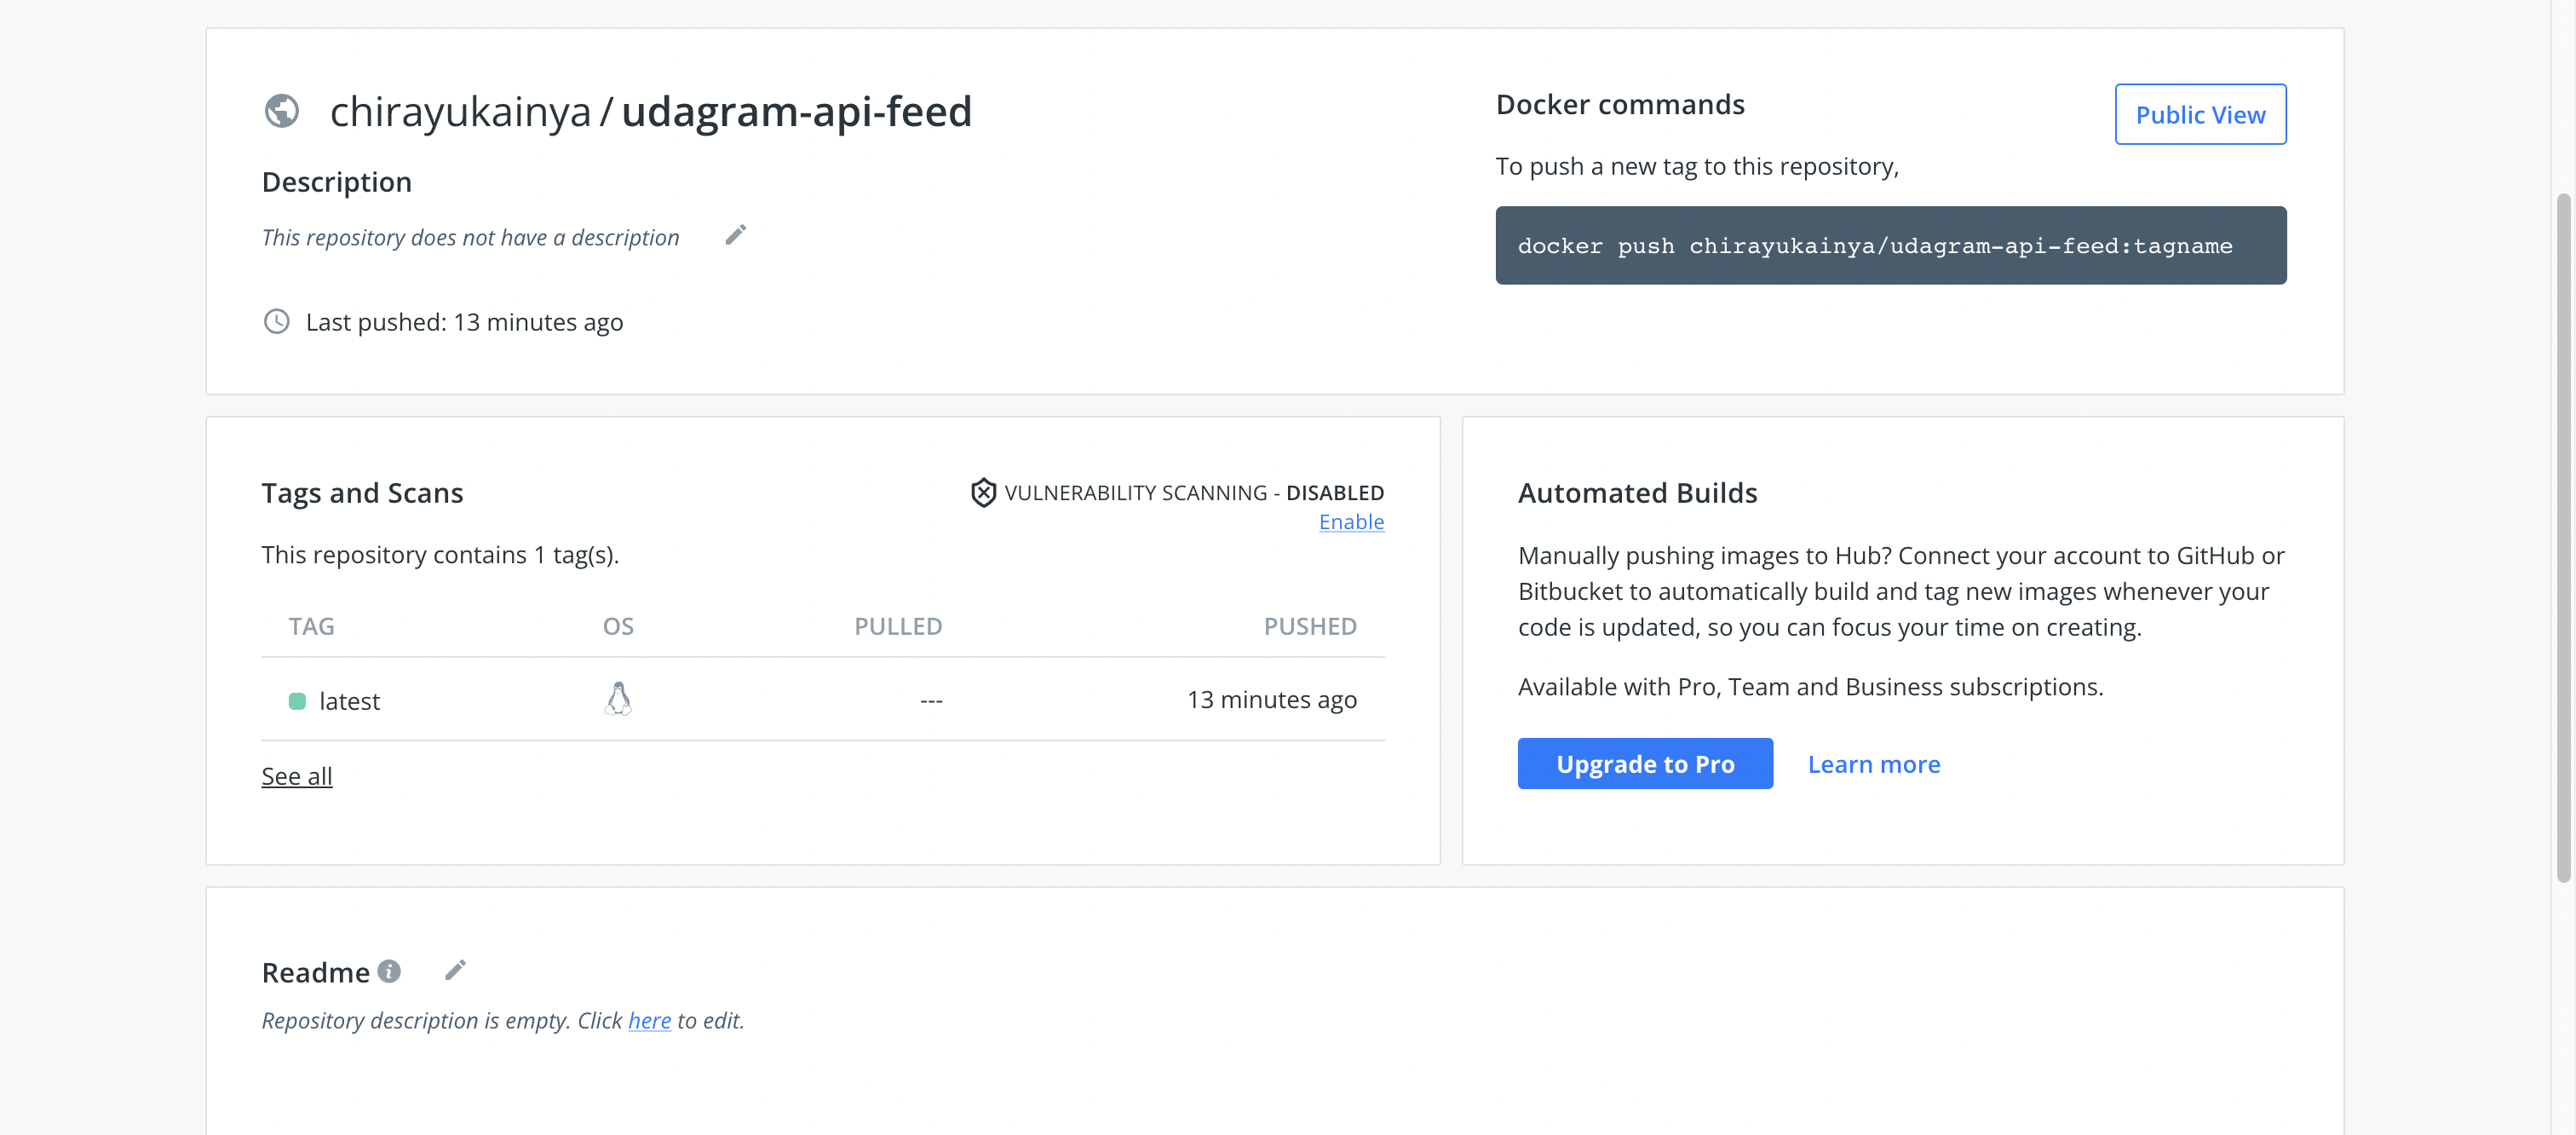 chirayukainya / udagram-api-feed
Description
This repository does not have a description
Last pushed: 13 minutes ago
Docker commands
Public View
To push a new tag to this repository,
docker push chirayukainya/udagram-api-feed:tagname
Tags and Scans
VULNERABILITY SCANNING - DISABLED
Enable
This repository contains 1 tag(s).
TAG OS PULLED PUSHED
latest --- 13 minutes ago
See all
Automated Builds
Manually pushing images to Hub? Connect your account to GitHub or
Bitbucket to automatically build and tag new images whenever your
code is updated, so you can focus your time on creating.
Available with Pro, Team and Business subscriptions.
Upgrade to Pro Learn more
Readme
Repository description is empty. Click here to edit.